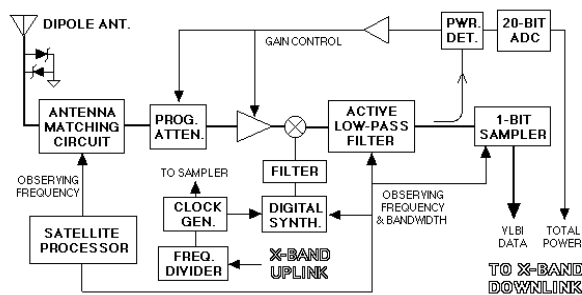 DIPOLE ANT.
GAIN CONTROL
PWR.
DET.
20-BIT
ADC
ANTENNA
MATCHING
CIRCUIT
PROG.
ATTEN.
ACTIVE
LOW-PASS
FILTER
1-BIT
SAMPLER
OBSERVING
FREQUENCY
TO SAMPLER
FILTER
CLOCK
GEN.
DIGITAL
SYNTH.
OBSERVING
FREQUENCY
& BANDWIDTH
SATELLITE
PROCESSOR
FREQ.
DIVIDER
X-BAND
UPLINK
VLBI
DATA
TOTAL
POWER
TO X-BAND
DOWNLINK